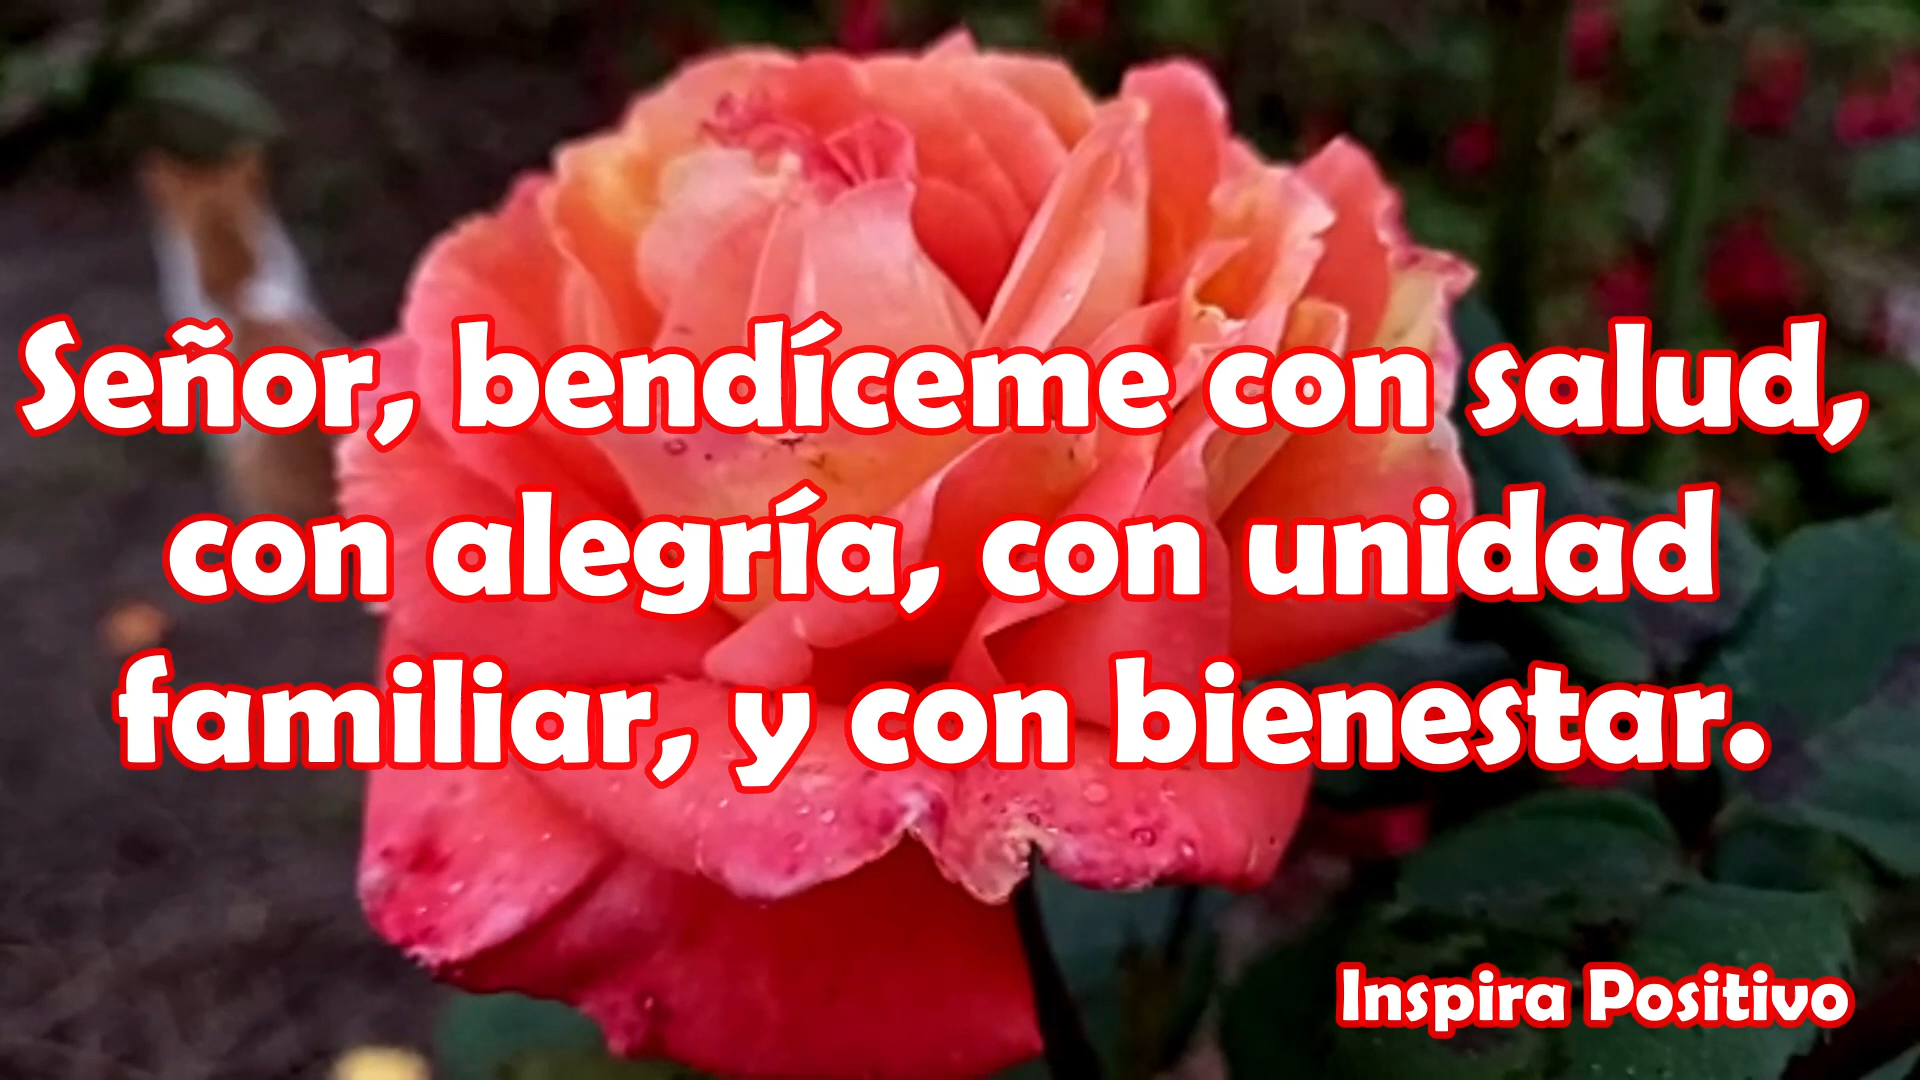 Señor, bendíceme con salud,
con alegría, con unidad
familiar, y con bienestar.
Inspira Positivo